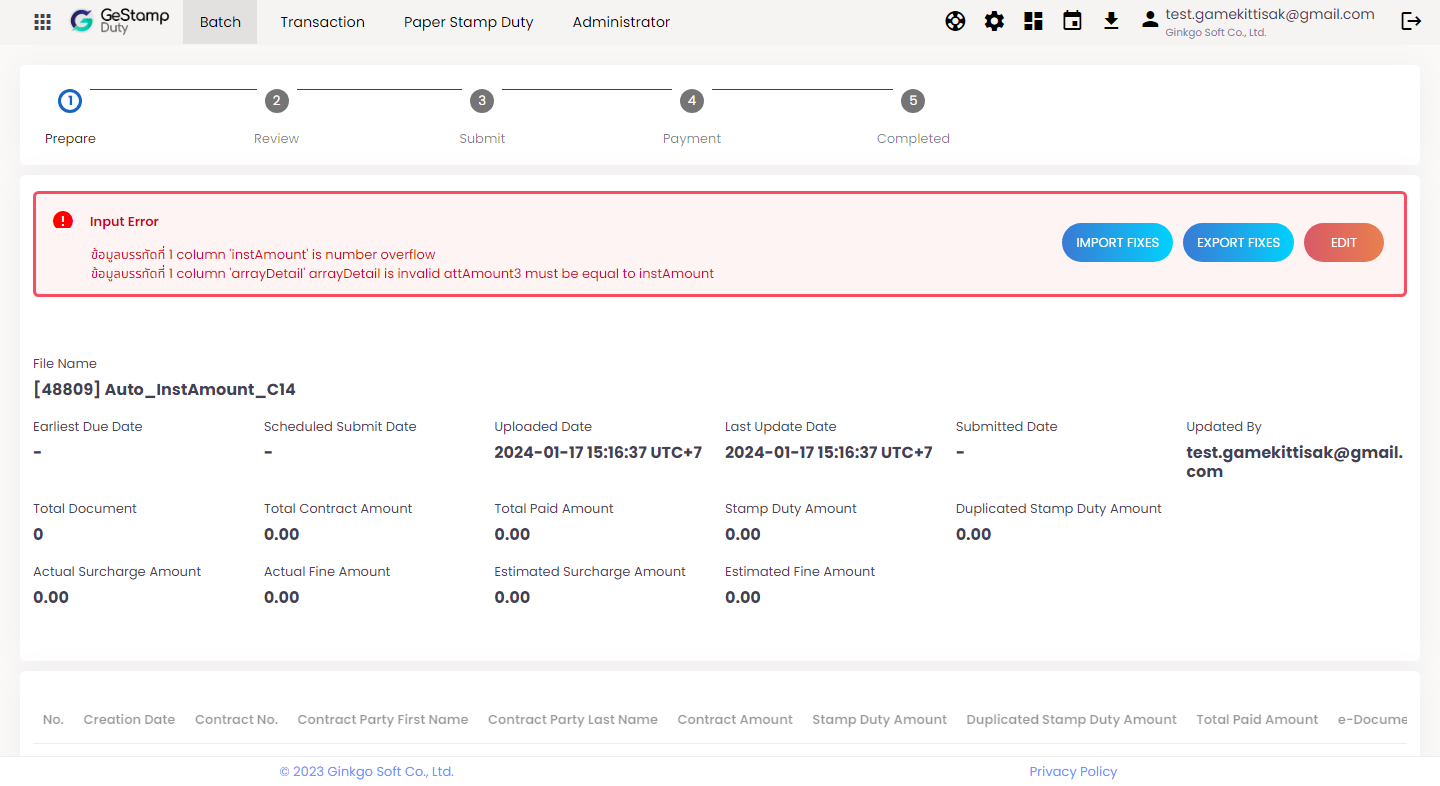 GeStamp
Duty
Batch
Transaction
Paper Stamp Duty
Administrator
test.gamekittisak@gmail.com
Ginkgo Soft Co., Ltd.
1
2
3
4
5
Prepare
Review
Submit
Payment
Completed
Input Error
ข้อมูลบรรทัดที่ 1 column 'instAmount' is number overflow
ข้อมูลบรรทัดที่ 1 column 'arrayDetail' arrayDetail is invalid attAmount3 must be equal to instAmount
IMPORT FIXES
EXPORT FIXES
EDIT
File Name
[48809] Auto_InstAmount_C14
Earliest Due Date
Scheduled Submit Date
Uploaded Date
Last Update Date
Submitted Date
Updated By
-
-
2024-01-17 15:16:37 UTC+7
2024-01-17 15:16:37 UTC+7
-
test.gamekittisak@gmail.
com
Total Document
Total Contract Amount
Total Paid Amount
Stamp Duty Amount
Duplicated Stamp Duty Amount
0
0.00
0.00
0.00
0.00
Actual Surcharge Amount
Actual Fine Amount
Estimated Surcharge Amount
Estimated Fine Amount
0.00
0.00
0.00
0.00
No.
Creation Date
Contract No.
Contract Party First Name
Contract Party Last Name
Contract Amount
Stamp Duty Amount
Duplicated Stamp Duty Amount
Total Paid Amount
e-Docume
© 2023 Ginkgo Soft Co., Ltd.
Privacy Policy